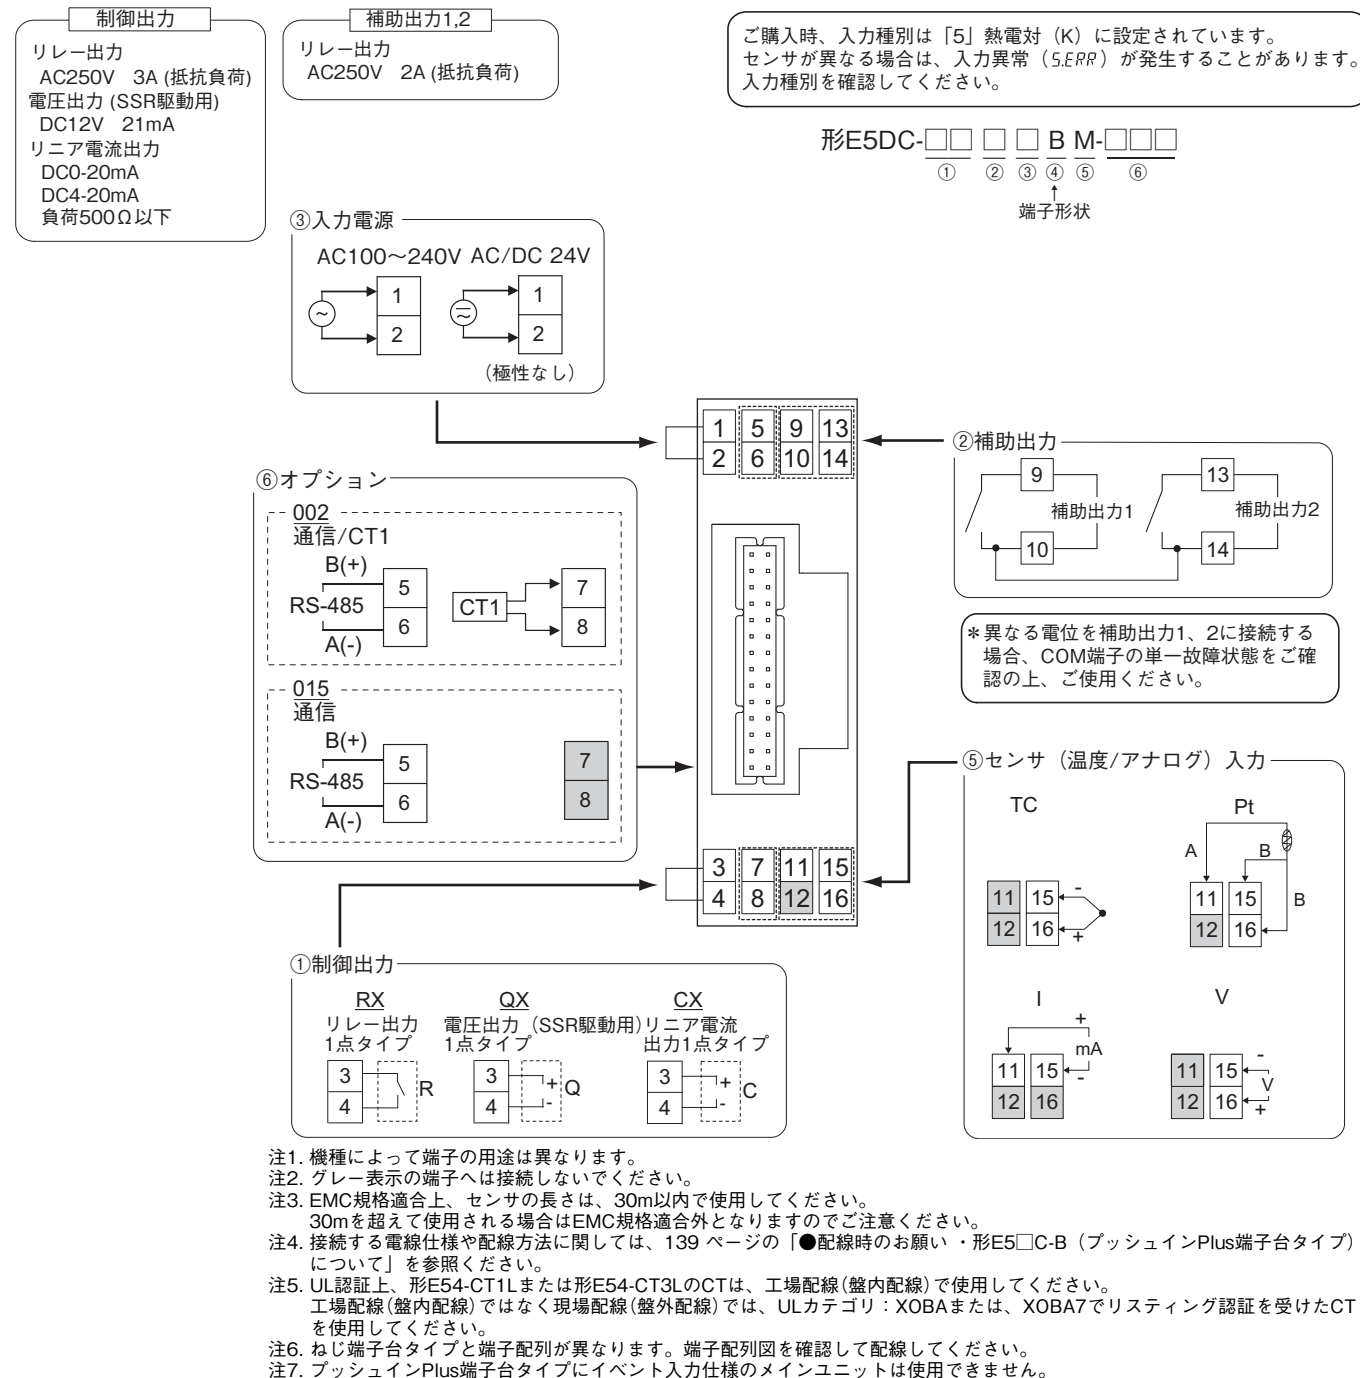 制御出力
リレー出力
AC250V 3A (抵抗負荷)
電圧出力 (SSR駆動用)
DC12V 21mA
リニア電流出力
DC0-20mA
DC4-20mA
負荷500Ω以下
補助出力1,2
リレー出力
AC250V 2A (抵抗負荷)
ご購入時、入力種別は「5」熱電対（K）に設定されています。
センサが異なる場合は、入力異常（S.ERR）が発生することがあります。
入力種別を確認してください。
形E5DC-□□ □ □ B M-□□□
① ② ③ ④ ⑤ ⑥
端子形状
③入力電源
AC100～240V AC/DC 24V
1 1
2 2
（極性なし）
1 5 9 13
2 6 10 14
②補助出力
9 13
補助出力1 補助出力2
10 14
＊異なる電位を補助出力1、2に接続する
場合、COM端子の単一故障状態をご確
認の上、ご使用ください。
⑥オプション
002
通信/CT1
B(+)
5 7
RS-485 CT1
6 8
A(-)
015
通信
B(+)
5 7
RS-485
6 8
A(-)
3 7 11 15
4 8 12 16
⑤センサ（温度/アナログ）入力
TC Pt
A B
11 15 - 11 15 B
12 16 + 12 16
I V
+
mA
11 15 - 11 15 -
V
12 16 12 16 +
①制御出力
RX QX CX
リレー出力 電圧出力（SSR駆動用）リニア電流
1点タイプ 1点タイプ 出力1点タイプ
3 3 + 3 +
R Q C
4 4 - 4 -
注1. 機種によって端子の用途は異なります。
注2. グレー表示の端子へは接続しないでください。
注3. EMC規格適合上、センサの長さは、30m以内で使用してください。
30mを超えて使用される場合はEMC規格適合外となりますのでご注意ください。
注4. 接続する電線仕様や配線方法に関しては、139 ページの「●配線時のお願い ・形E5□C-B（プッシュインPlus端子台タイプ）
について」を参照ください。
注5. UL認証上、形E54-CT1Lまたは形E54-CT3LのCTは、工場配線(盤内配線)で使用してください。
工場配線(盤内配線)ではなく現場配線(盤外配線)では、ULカテゴリ：XOBAまたは、XOBA7でリスティング認証を受けたCT
を使用してください。
注6. ねじ端子台タイプと端子配列が異なります。端子配列図を確認して配線してください。
注7. プッシュインPlus端子台タイプにイベント入力仕様のメインユニットは使用できません。